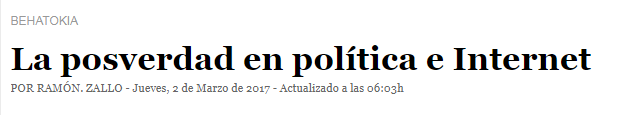 BEHATOKIA
La posverdad en política e Internet
POR RAMÓN. ZALLO - Jueves, 2 de Marzo de 2017 - Actualizado a las 06:03h